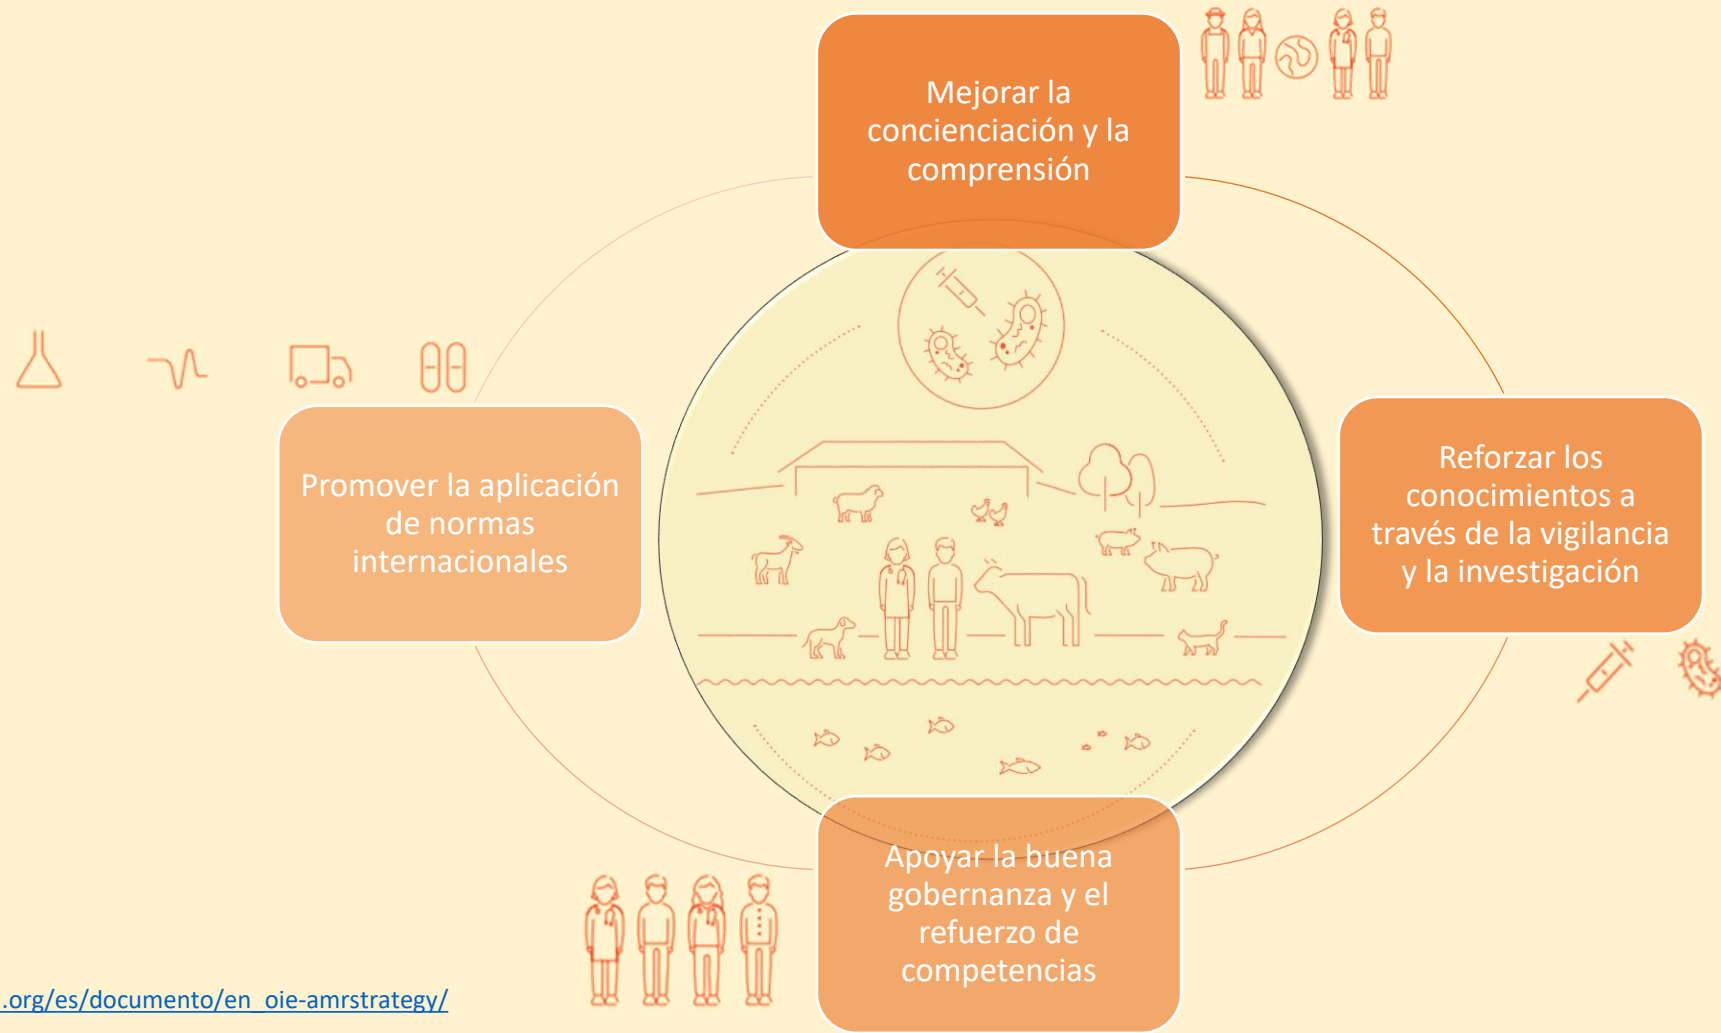 Mejorar la
concienciación y la
comprensión
Promover la aplicación
de normas
internacionales
Reforzar los
conocimientos a
través de la vigilancia
y la investigación
Apoyar la buena
gobernanza y el
refuerzo de
competencias
.org/es/documento/en_oie-amrstrategy/